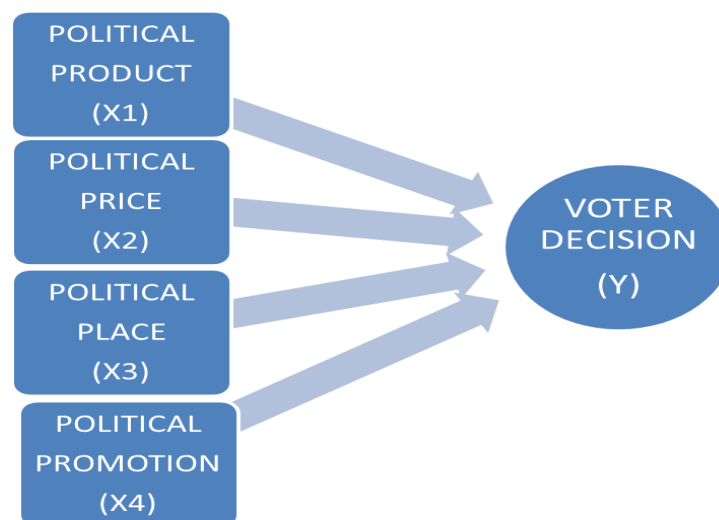 POLITICAL
PRODUCT
(X1)
POLITICAL
PRICE
(X2)
POLITICAL
PLACE
(X3)
POLITICAL
PROMOTION
(X4)
VOTER
DECISION
(Y)